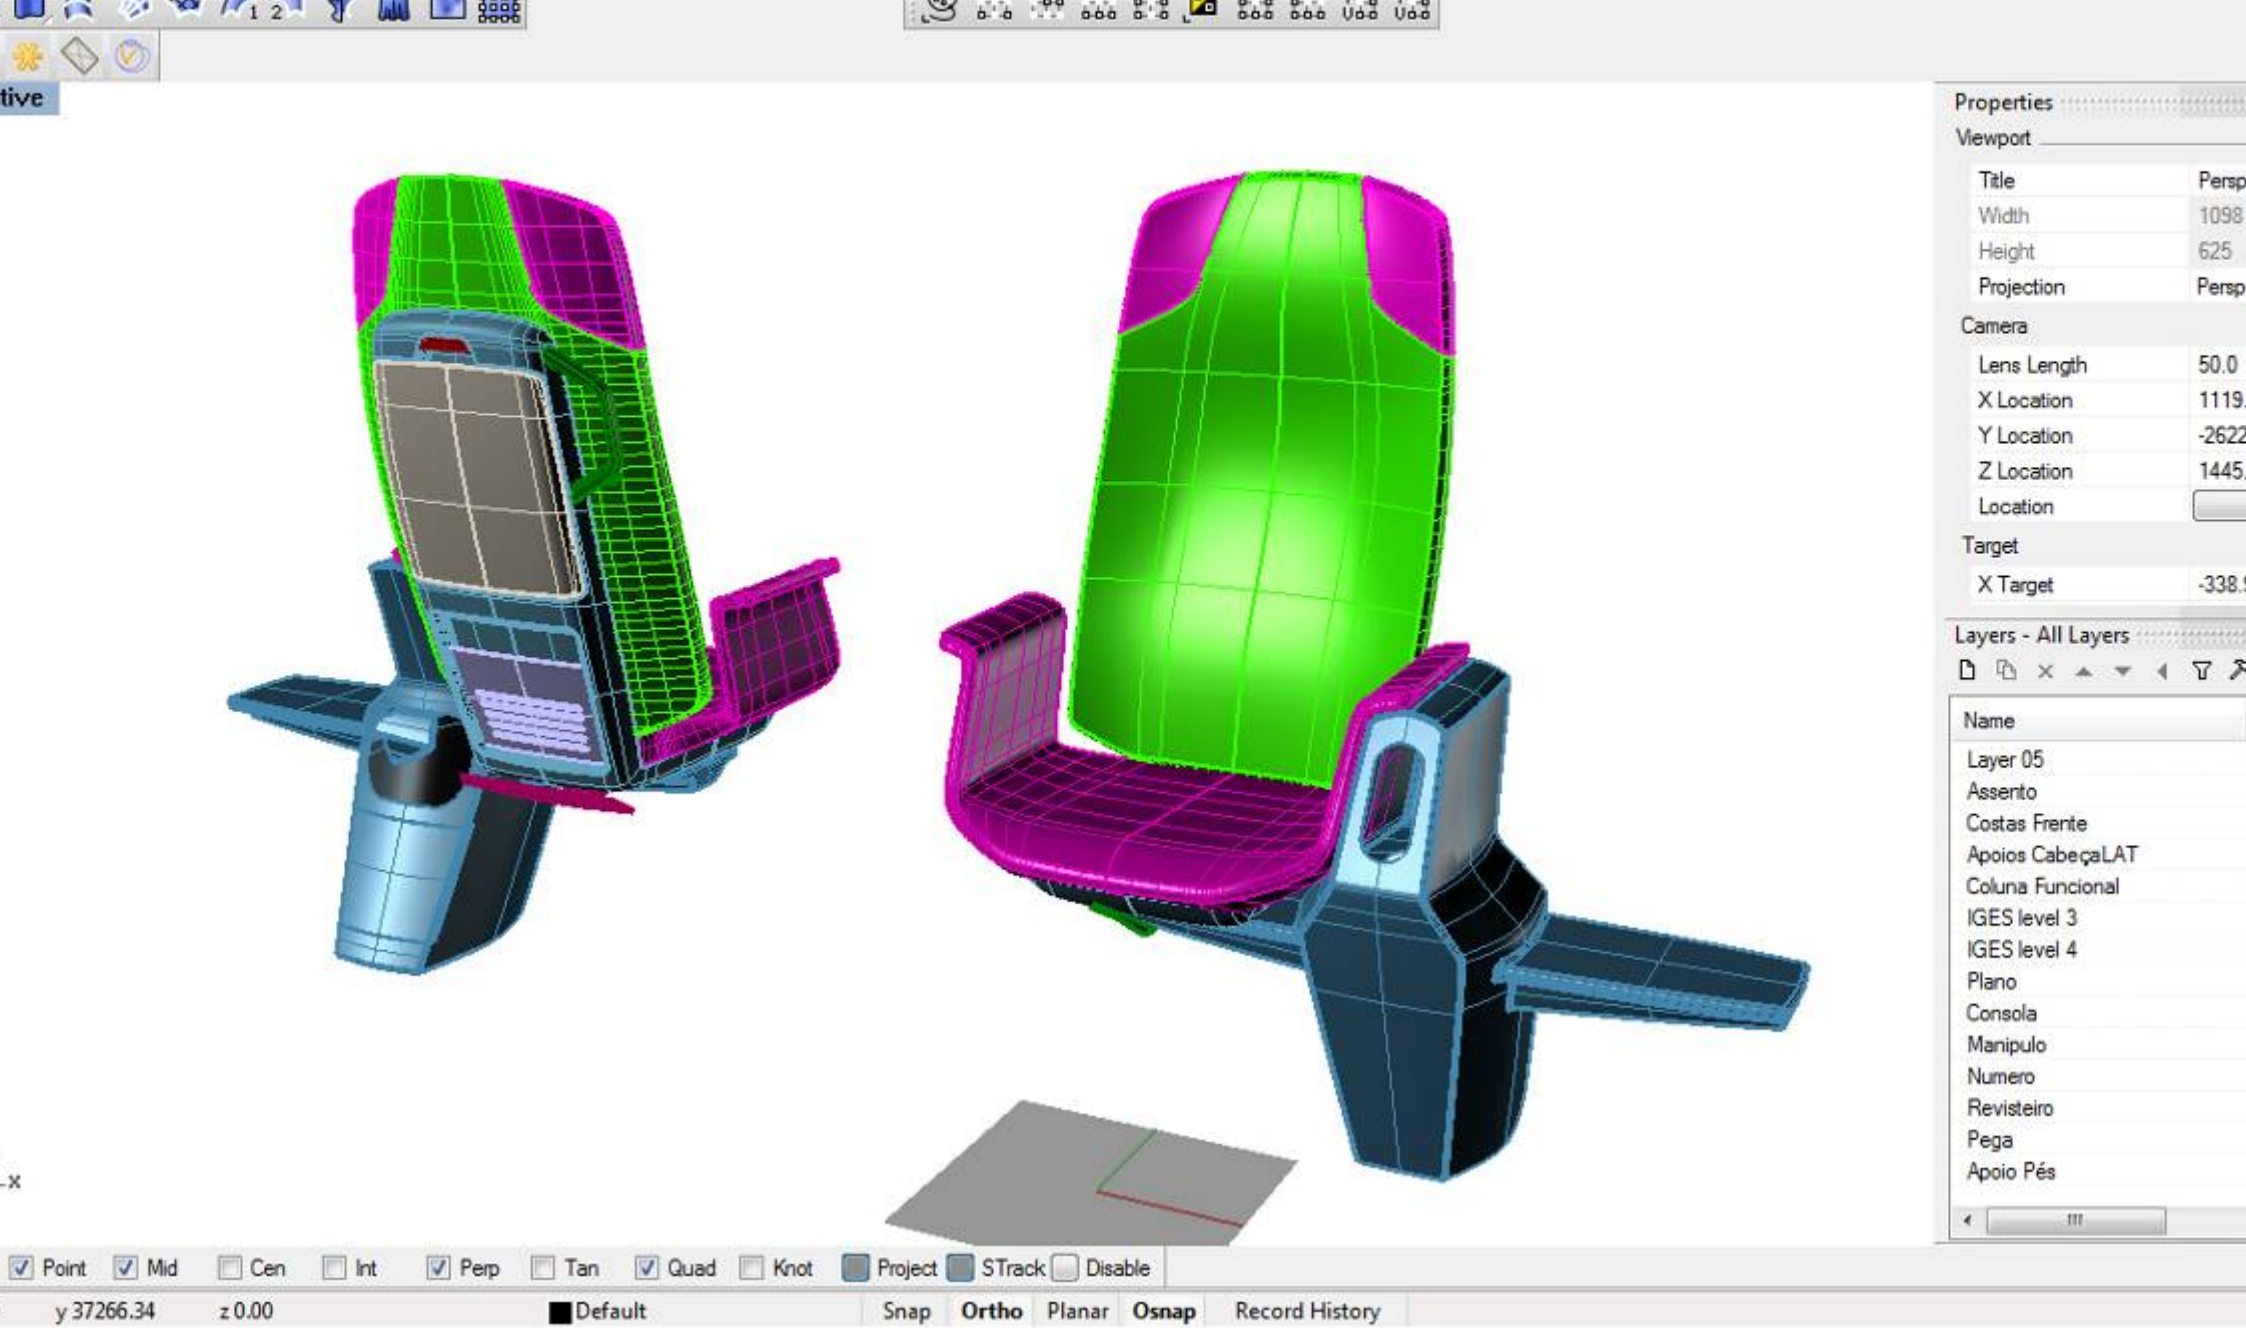 1 2
tive
Properties
Viewport
Title Persp
Width 1098
Height 625
Projection Persp
Camera
Lens Length 50.0
X Location 1119.
Y Location -2622
Z Location 1445.
Location
Target
X Target -338.9
Layers - All Layers
Name
Layer 05
Assento
Costas Frente
Apoios CabeçaLAT
Coluna Funcional
IGES level 3
IGES level 4
Plano
Consola
Manipulo
Numero
Revisteiro
Pega
Apoio Pés
x
Point Mid Cen Int Perp Tan Quad Knot Project STrack Disable
y 37266.34 z 0.00 Default Snap Ortho Planar Osnap Record History